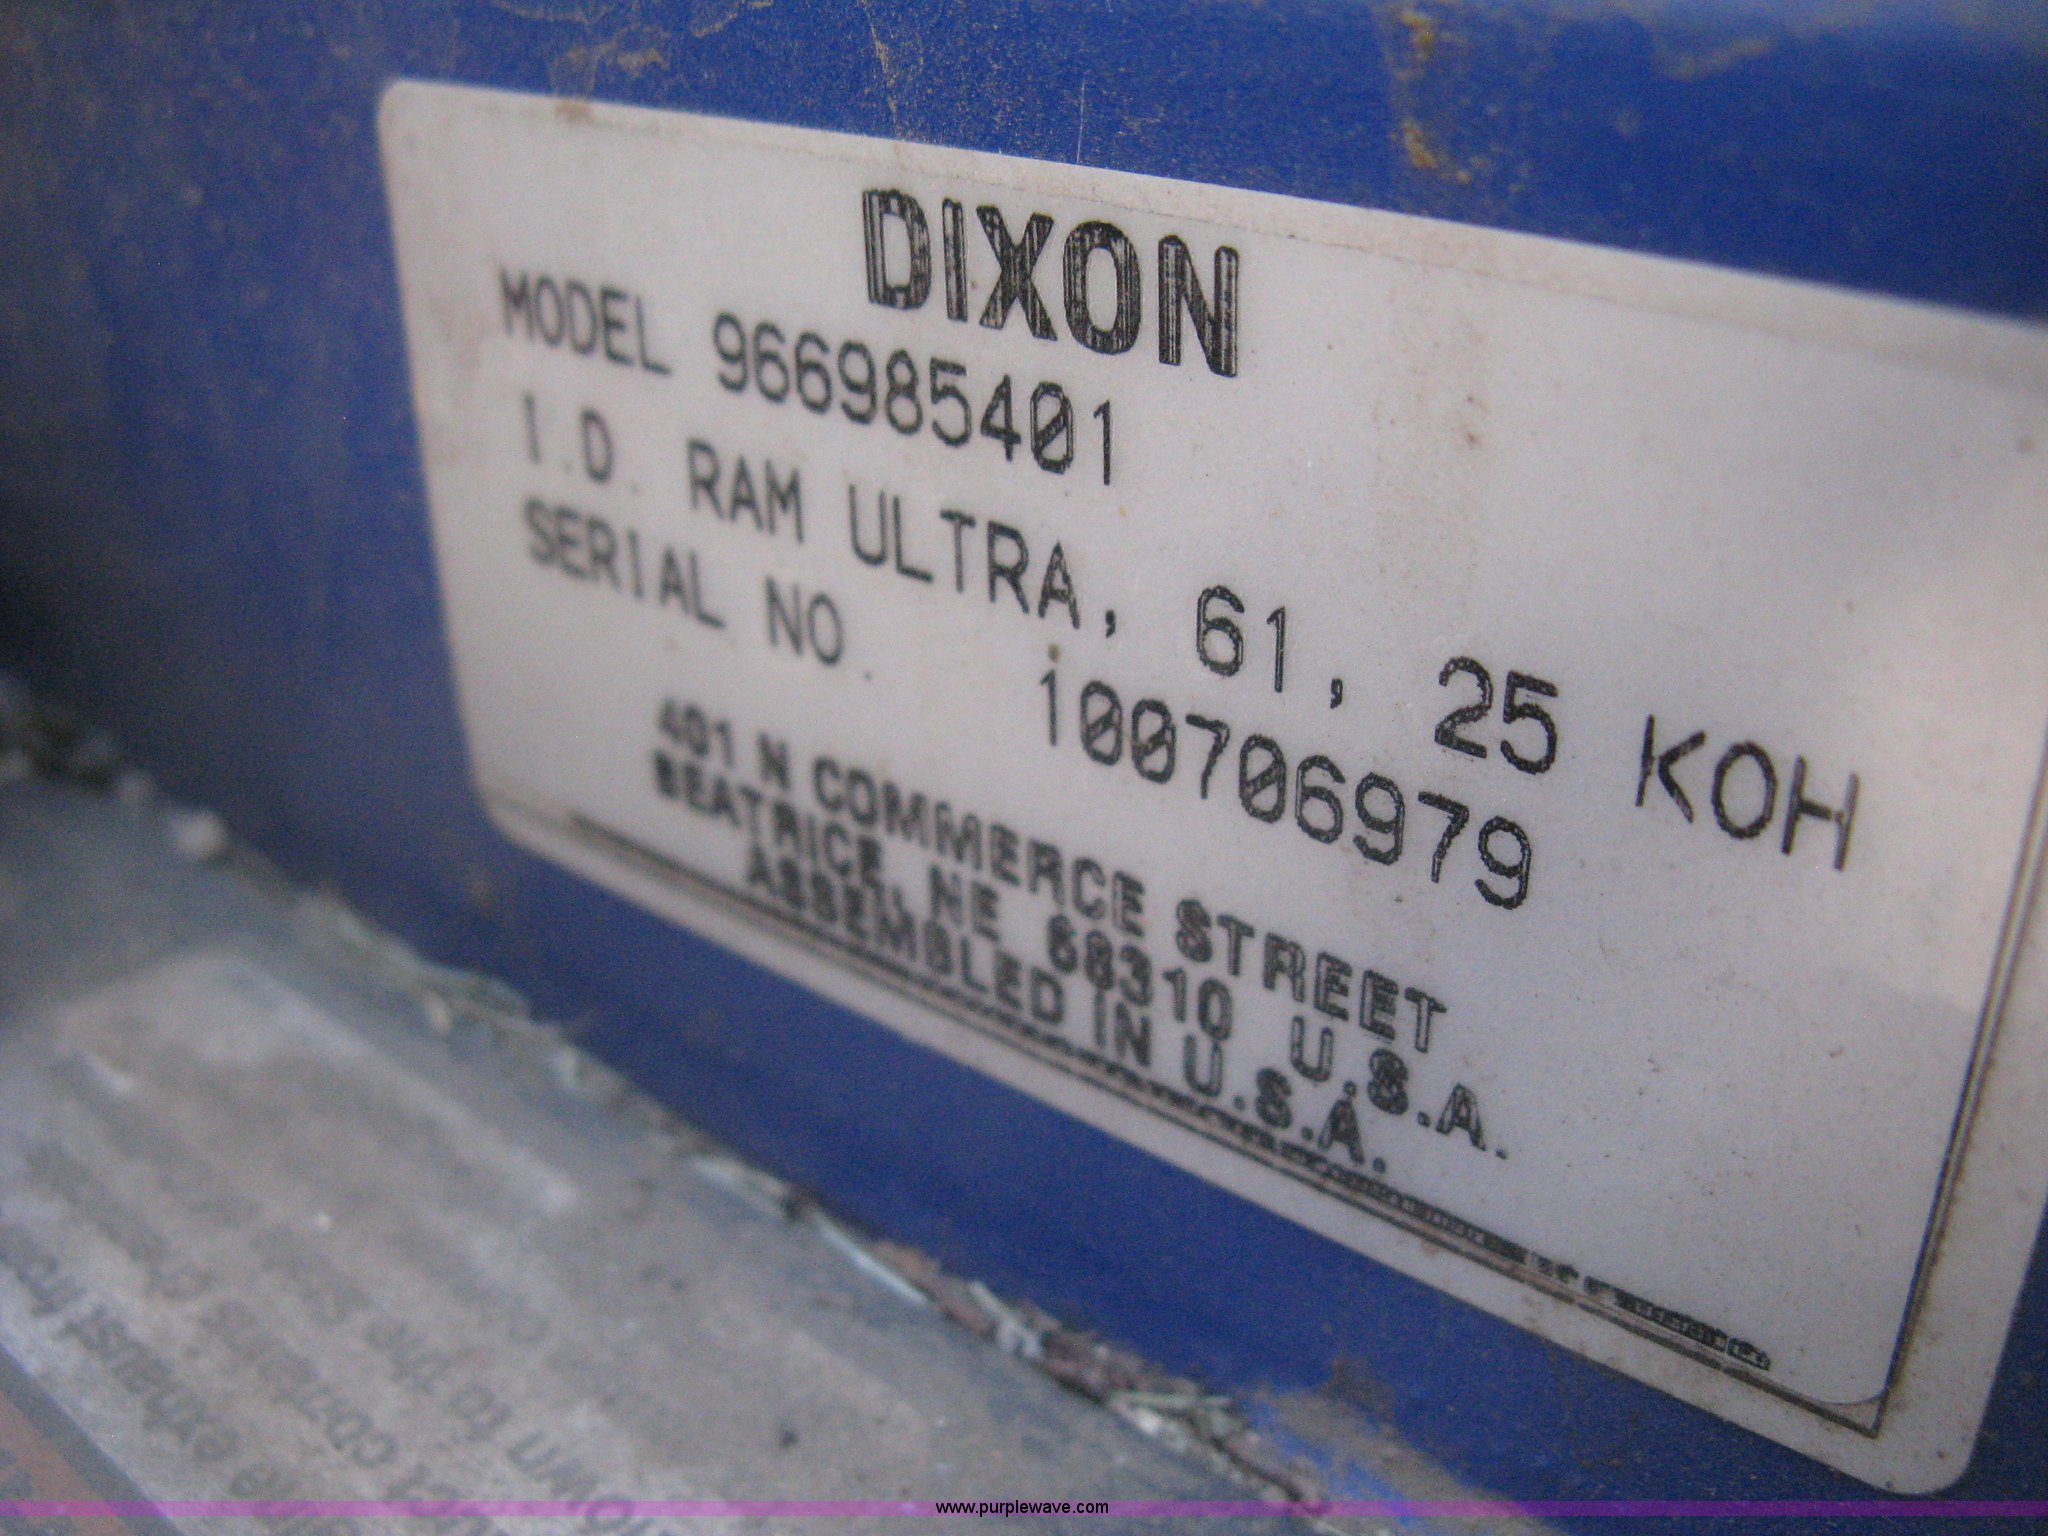 DIXON
MODEL 966985401
I.D. RAM ULTRA, 61, 25 KOH
SERIAL NO. 100706979
401 N COMMERCE STREET
BEATRICE, NE 68310 U.S.A.
ASSEMBLED IN U.S.A.
exhaust
www.purplewave.com